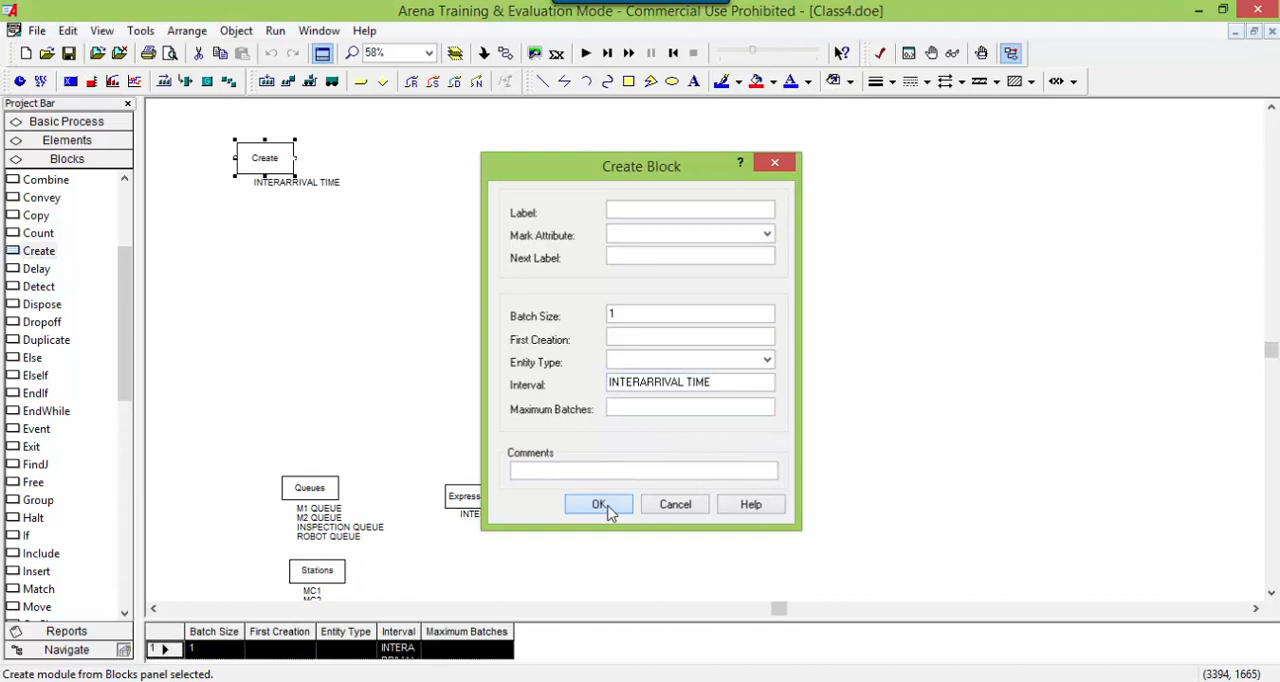 Arena Training & Evaluation Mode - Commercial Use Prohibited - [Class4.doe]
File Edit View Tools Arrange Object Run Window Help
58%
Project Bar
Basic Process
Elements
Blocks
Combine
Convey
Copy
Count
Create
Delay
Detect
Dispose
Dropoff
Duplicate
Else
ElseIf
EndIf
EndWhile
Event
Exit
FindJ
Free
Group
Halt
If
Include
Insert
Match
Move
Reports
Navigate
Create
INTERARRIVAL TIME
Queues
M1 QUEUE
M2 QUEUE
INSPECTION QUEUE
ROBOT QUEUE
Stations
MC1
Express
INTE
Create Block
?
Label:
Mark Attribute:
Next Label:
Batch Size: 1
First Creation:
Entity Type:
Interval: INTERARRIVAL TIME
Maximum Batches:
Comments
OK Cancel Help
Batch Size First Creation Entity Type Interval Maximum Batches
1 1 INTERA
Create module from Blocks panel selected.
(3394, 1665)